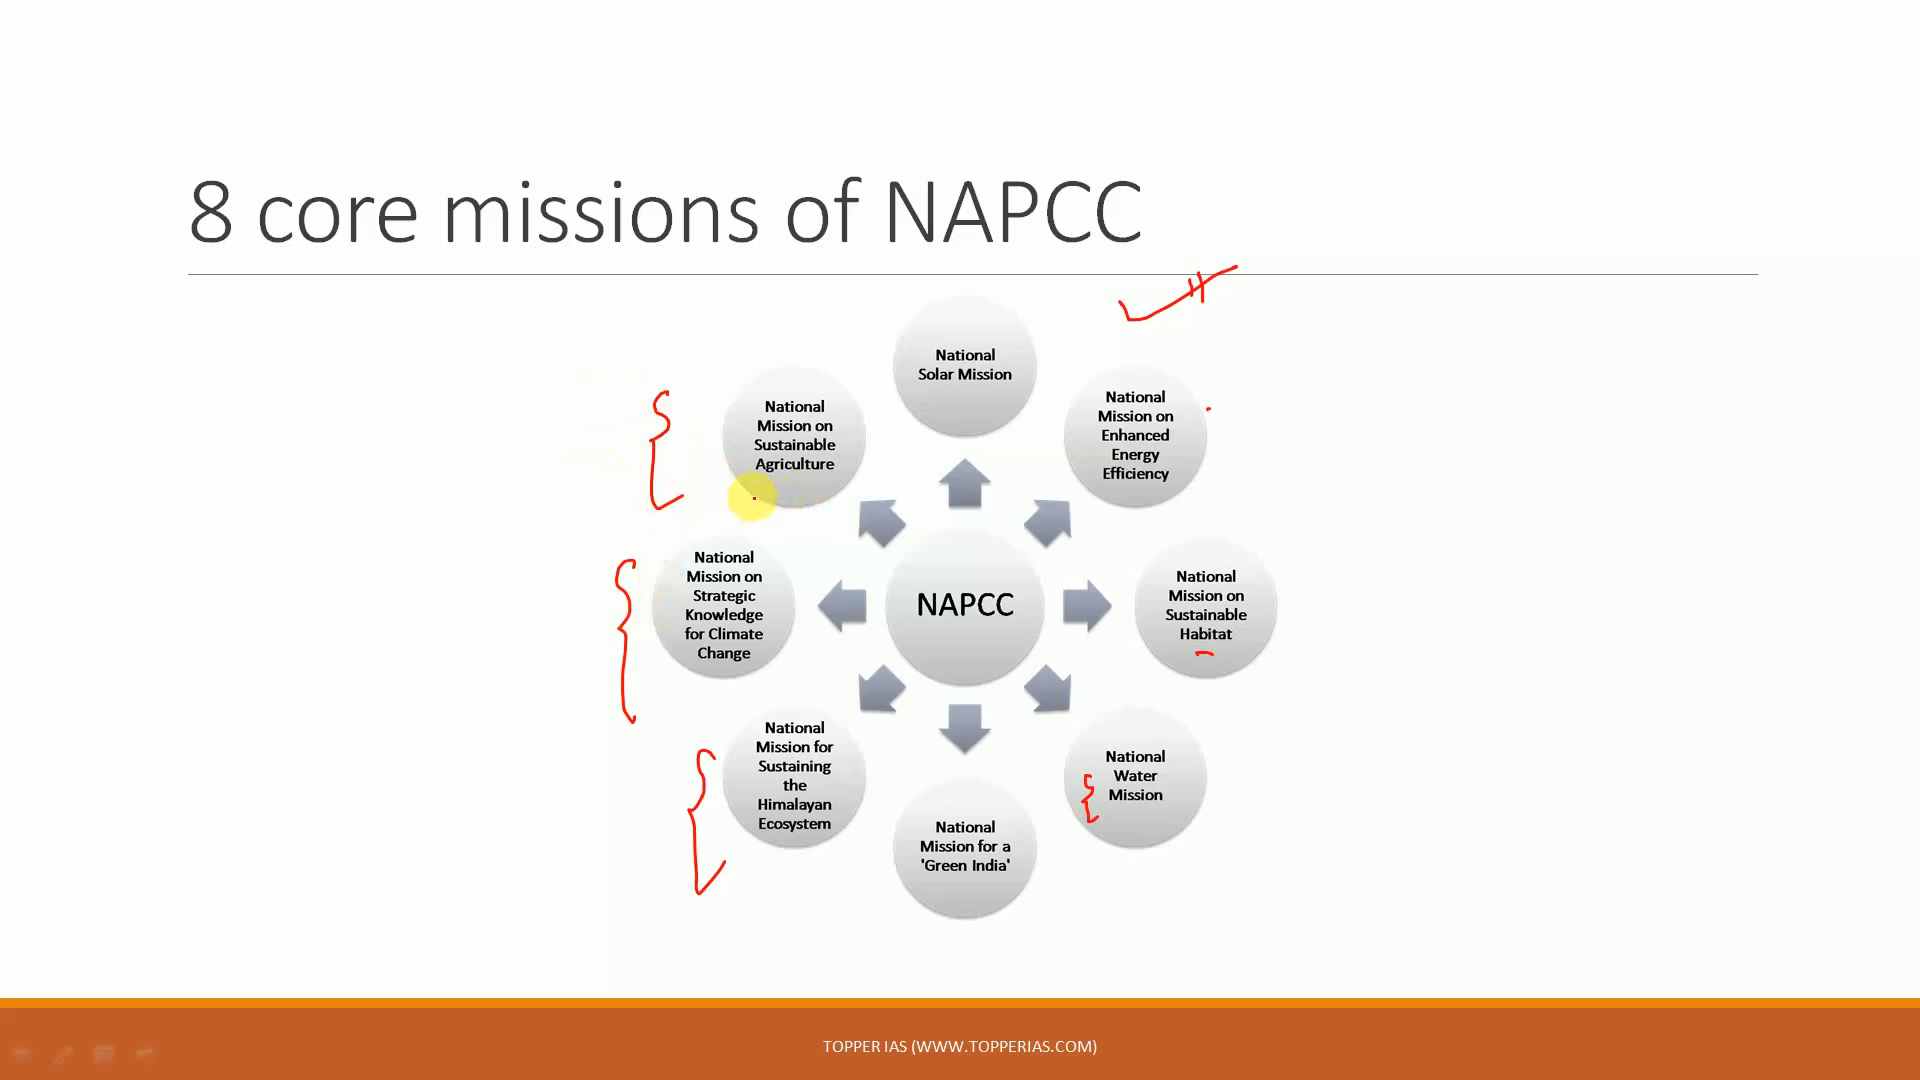 8 core missions of NAPCC
National
Solar Mission
National
Mission on
Enhanced
Energy
Efficiency
National
Mission on
Sustainable
Habitat
National
Water
Mission
National
Mission for a
'Green India'
National
Mission for
Sustaining
the
Himalayan
Ecosystem
National
Mission on
Strategic
Knowledge
for Climate
Change
National
Mission on
Sustainable
Agriculture
NAPCC
TOPPER IAS (WWW.TOPPERIAS.COM)